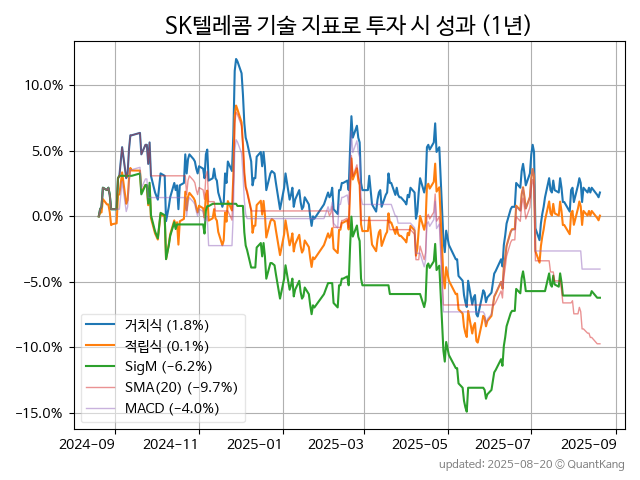 SK텔레콤 기술 지표로 투자 시 성과 (1년)
10.0%
5.0%
0.0%
−5.0%
−10.0%
−15.0%
거치식 (1.8%)
적립식 (0.1%)
SigM (−6.2%)
SMA(20) (−9.7%)
MACD (−4.0%)
2024-09 2024-11 2025-01 2025-03 2025-05 2025-07 2025-09
updated: 2025-08-20 © QuantKang